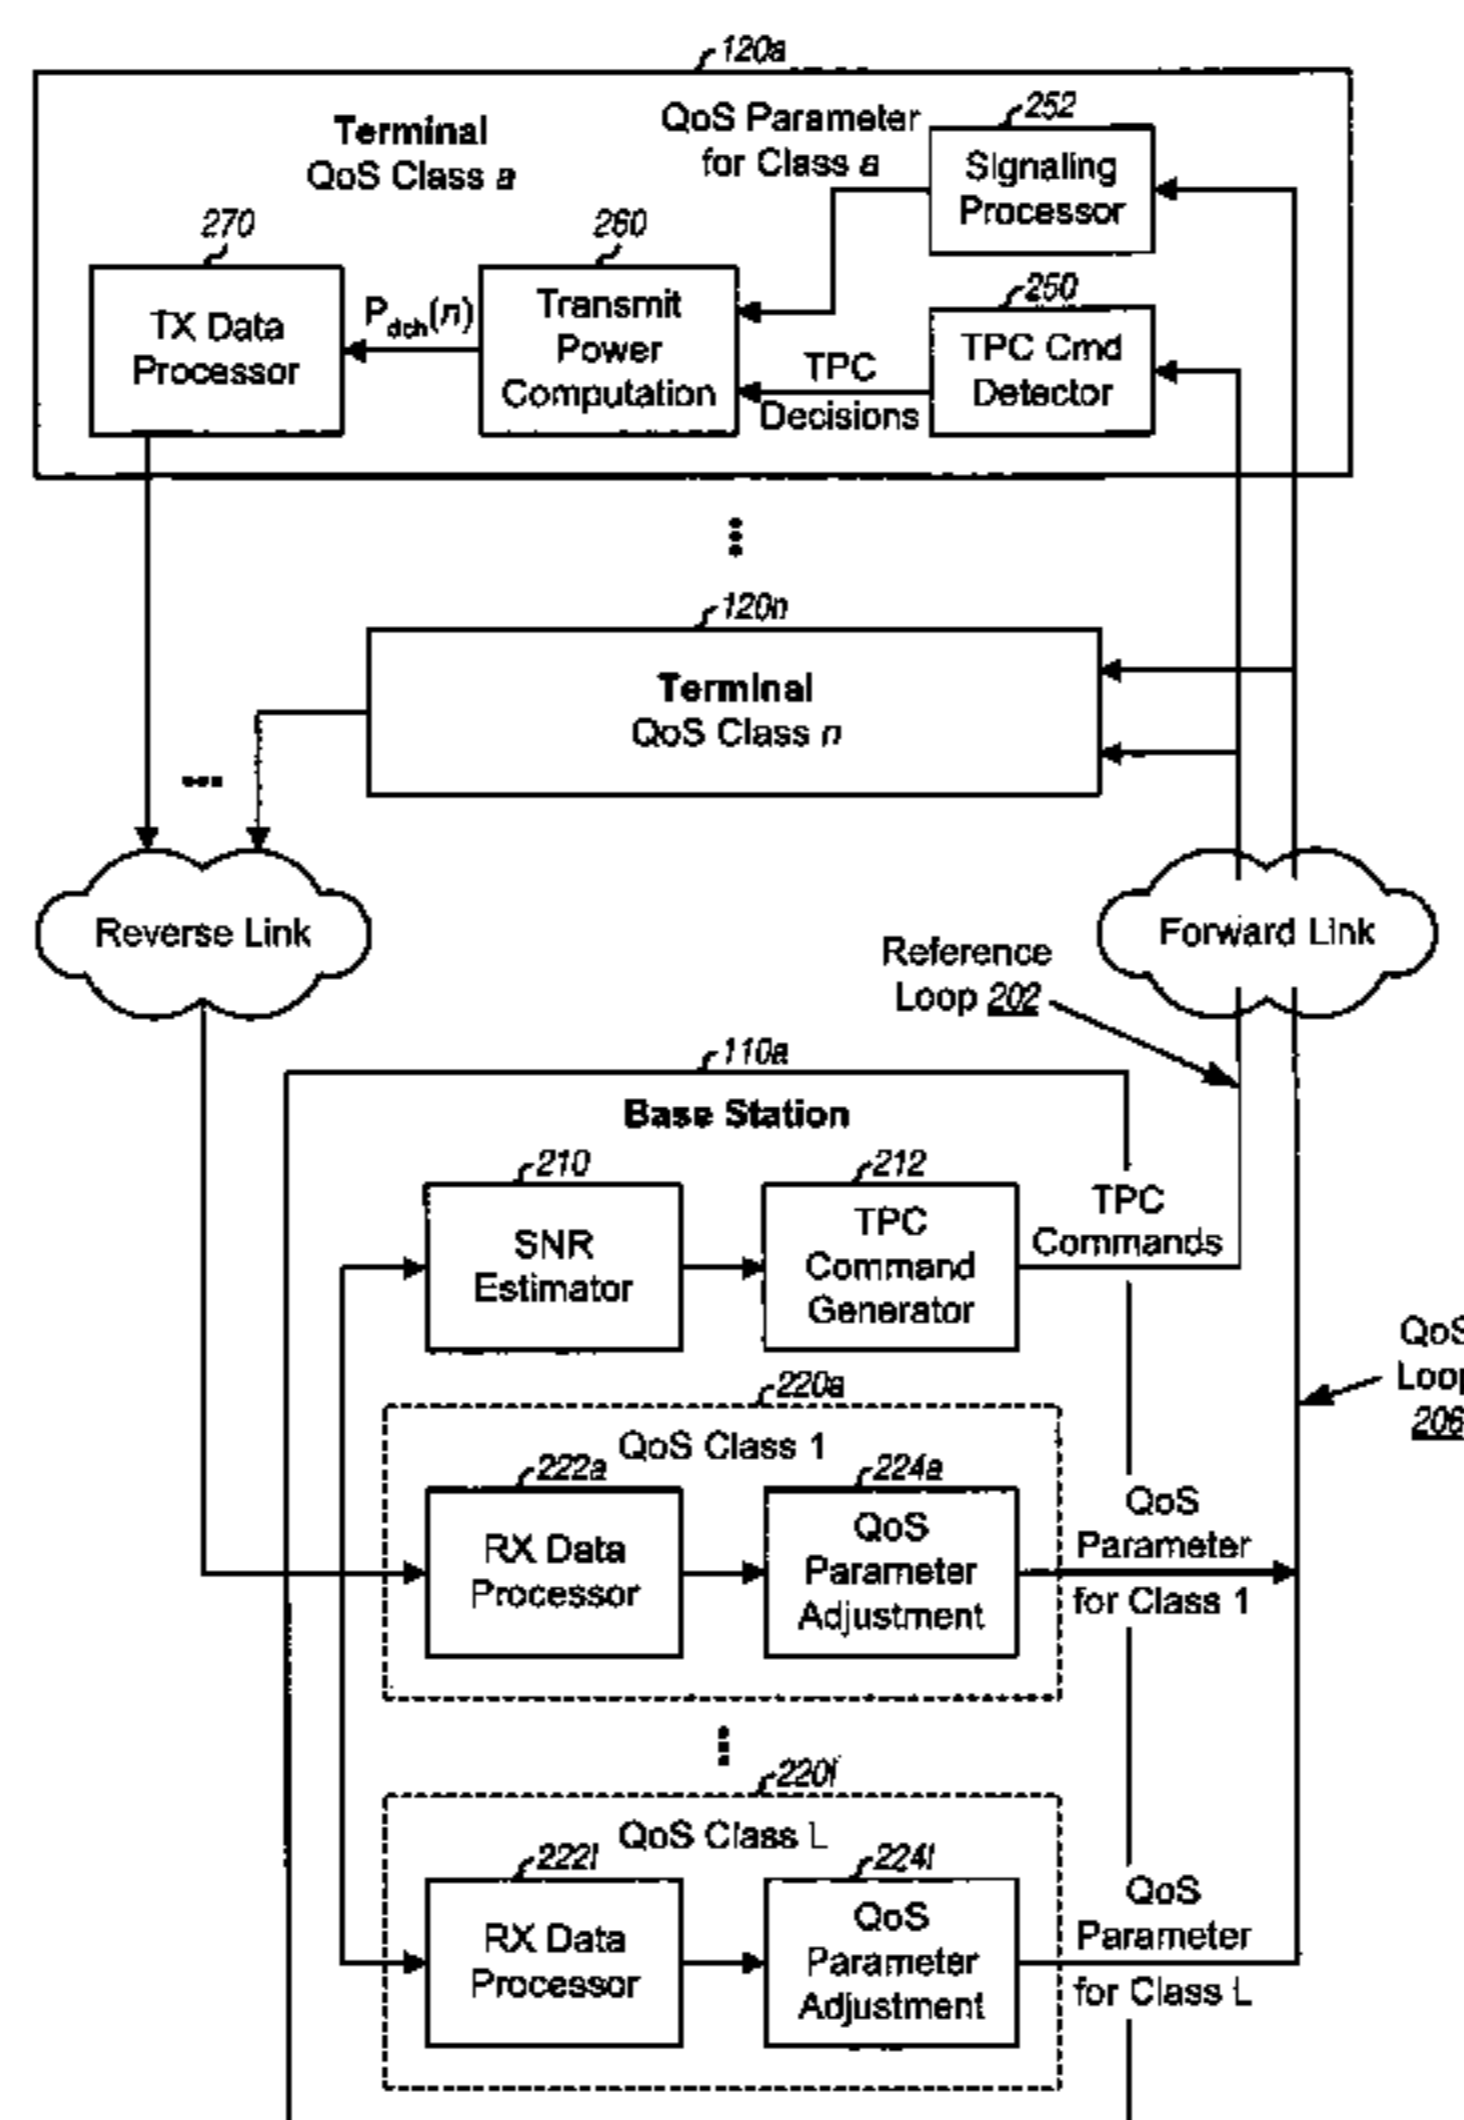 120a
Terminal
QoS Class a
QoS Parameter
for Class a
252
Signaling
Processor
270
TX Data
Processor
P_dch(n)
260
Transmit
Power
Computation
250
TPC Cmd
Detector
TPC
Decisions
120n
Terminal
QoS Class n
Reverse Link
Forward Link
Reference
Loop 202
110a
Base Station
210
SNR
Estimator
212
TPC
Command
Generator
TPC
Commands
QoS
Loop
206
220a
QoS Class 1
222a
RX Data
Processor
224a
QoS
Parameter
Adjustment
QoS
Parameter
for Class 1
220l
QoS Class L
222l
RX Data
Processor
224l
QoS
Parameter
Adjustment
QoS
Parameter
for Class L